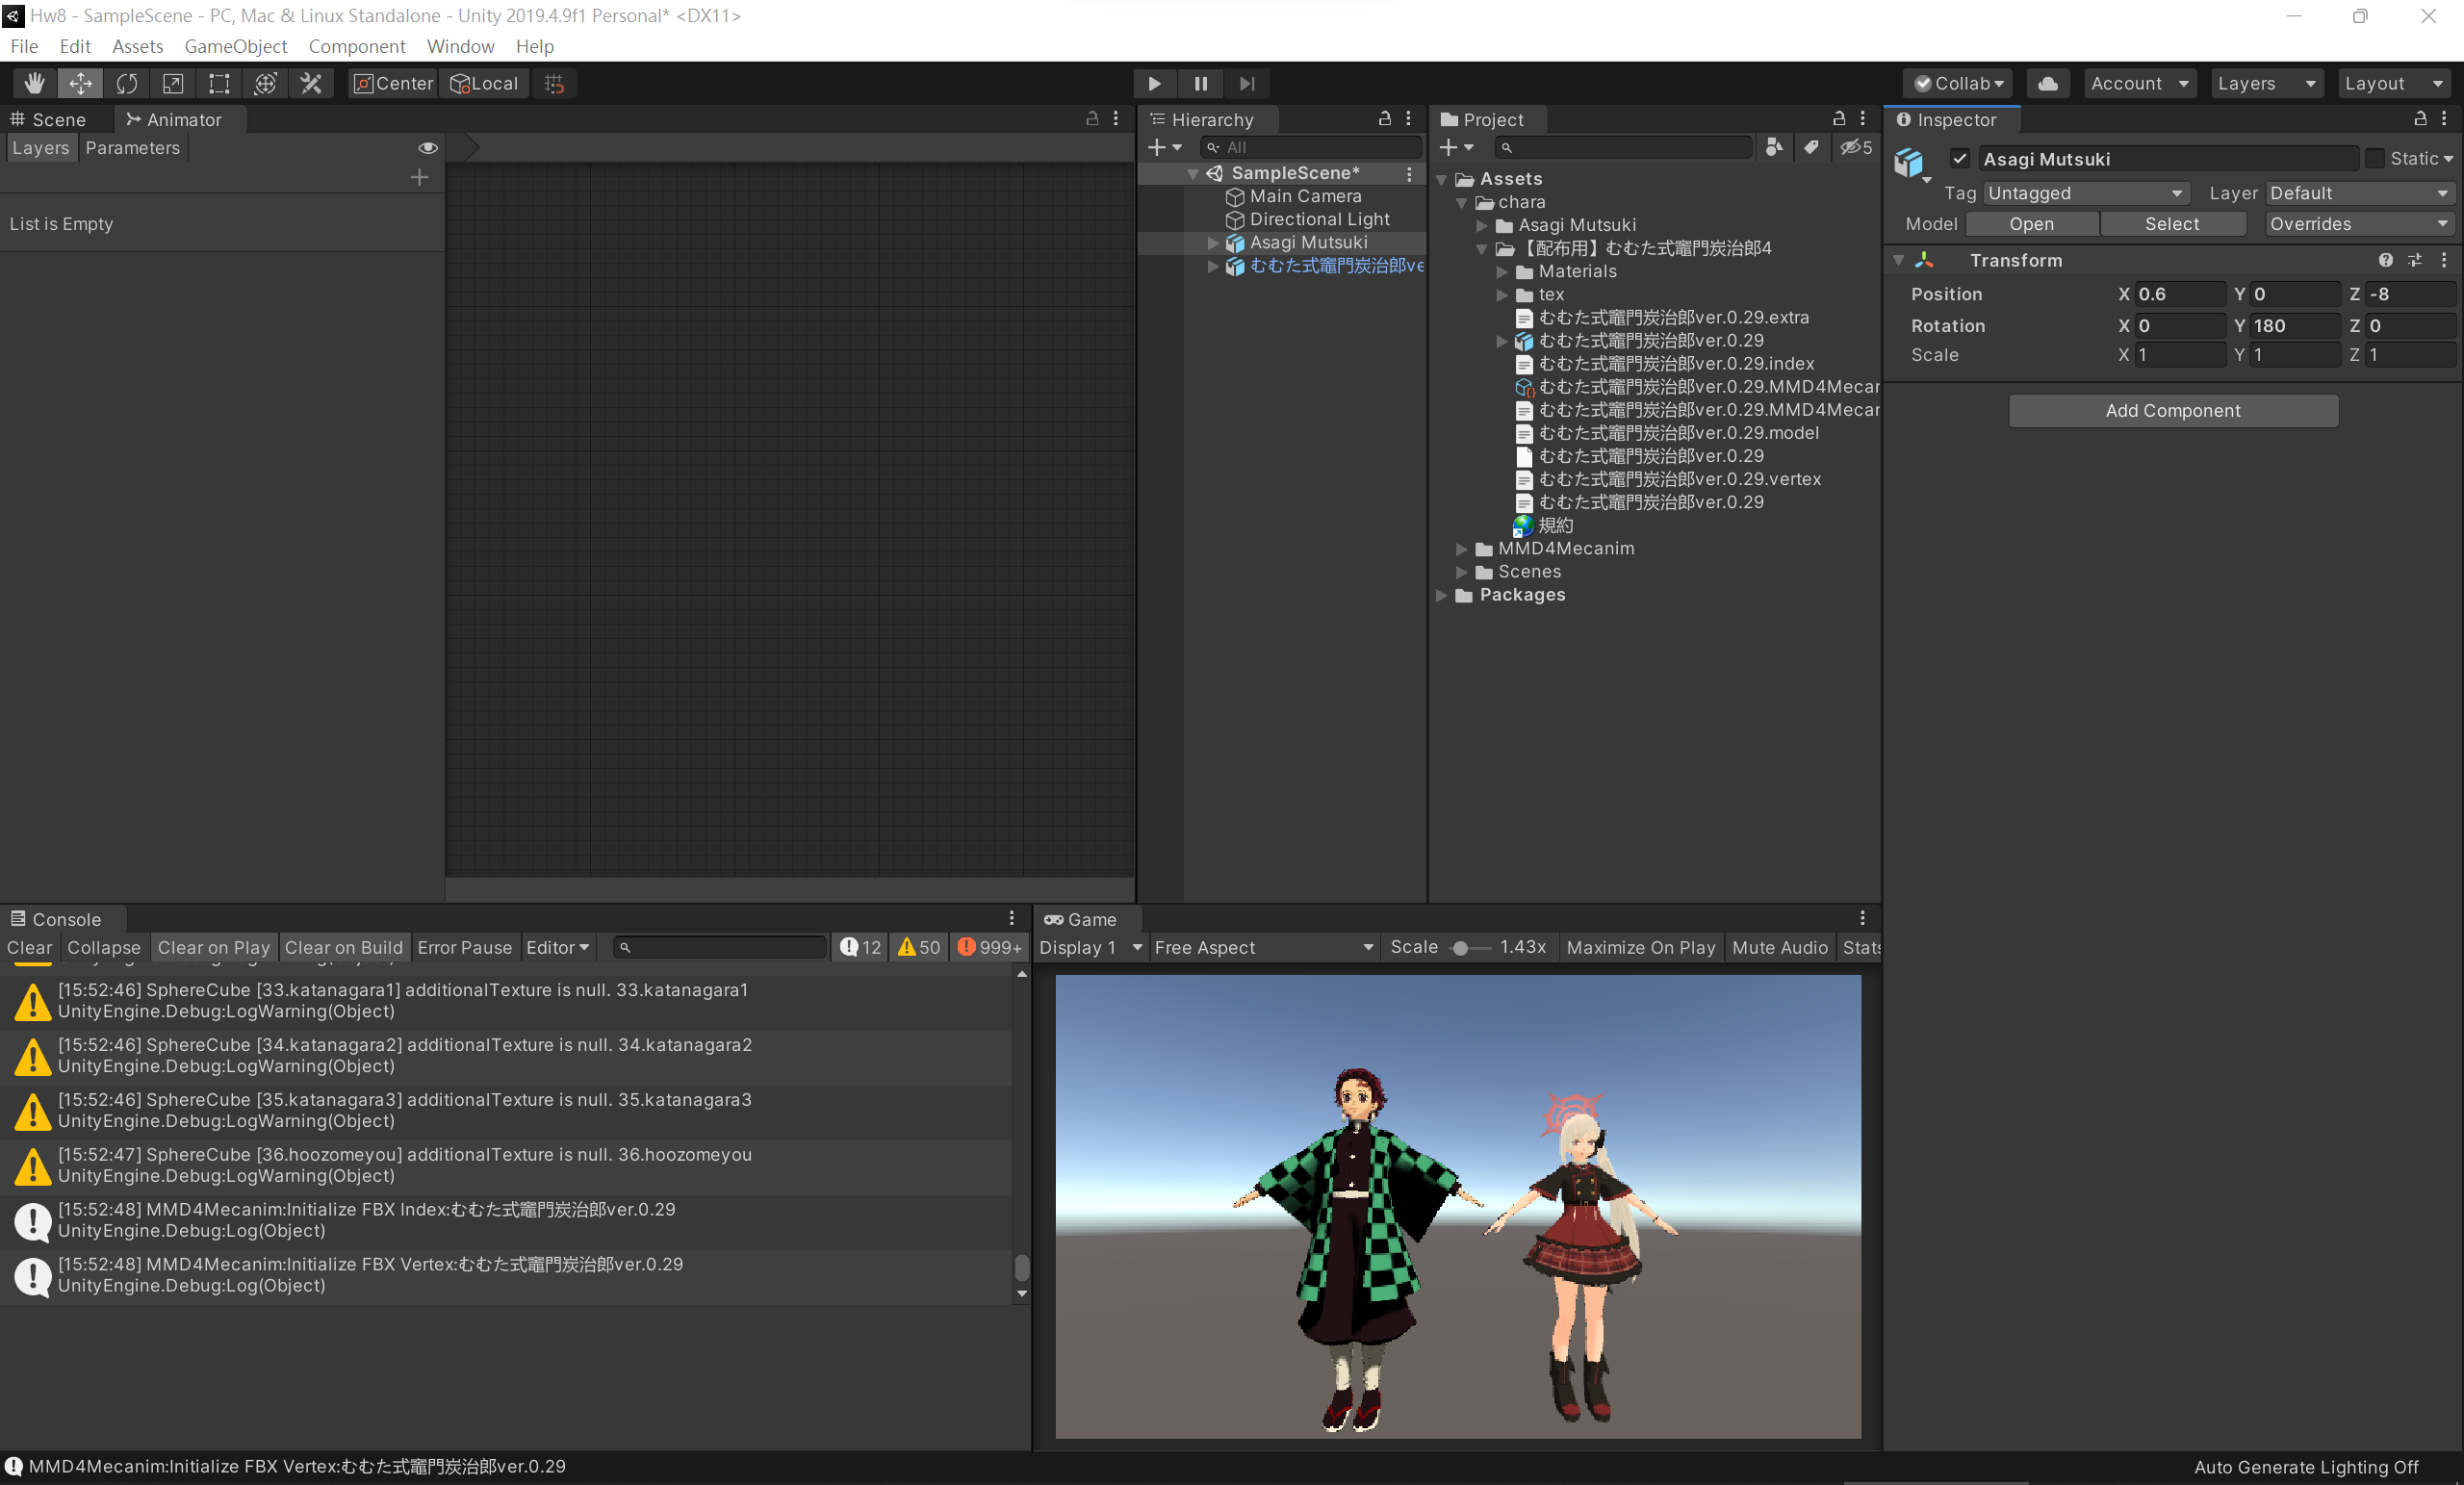 Hw8 - SampleScene - PC, Mac & Linux Standalone - Unity 2019.4.9f1 Personal* <DX11>
File Edit Assets GameObject Component Window Help
Center Local Collab Account Layers Layout
Scene Animator
Layers Parameters
List is Empty
Hierarchy
All
SampleScene*
Main Camera
Directional Light
Asagi Mutsuki
むむた式竈門炭治郎ve
Project
5
Assets
chara
Asagi Mutsuki
【配布用】むむた式竈門炭治郎4
Materials
tex
むむた式竈門炭治郎ver.0.29.extra
むむた式竈門炭治郎ver.0.29
むむた式竈門炭治郎ver.0.29.index
むむた式竈門炭治郎ver.0.29.MMD4Mecar
むむた式竈門炭治郎ver.0.29.MMD4Mecar
むむた式竈門炭治郎ver.0.29.model
むむた式竈門炭治郎ver.0.29
むむた式竈門炭治郎ver.0.29.vertex
むむた式竈門炭治郎ver.0.29
規約
MMD4Mecanim
Scenes
Packages
Inspector
Asagi Mutsuki Static
Tag Untagged Layer Default
Model Open Select Overrides
Transform
Position X 0.6 Y 0 Z -8
Rotation X 0 Y 180 Z 0
Scale X 1 Y 1 Z 1
Add Component
Console
Clear Collapse Clear on Play Clear on Build Error Pause Editor 12 50 999+
[15:52:46] SphereCube [33.katanagara1] additionalTexture is null. 33.katanagara1
UnityEngine.Debug:LogWarning(Object)
[15:52:46] SphereCube [34.katanagara2] additionalTexture is null. 34.katanagara2
UnityEngine.Debug:LogWarning(Object)
[15:52:46] SphereCube [35.katanagara3] additionalTexture is null. 35.katanagara3
UnityEngine.Debug:LogWarning(Object)
[15:52:47] SphereCube [36.hoozomeyou] additionalTexture is null. 36.hoozomeyou
UnityEngine.Debug:LogWarning(Object)
[15:52:48] MMD4Mecanim:Initialize FBX Index:むむた式竈門炭治郎ver.0.29
UnityEngine.Debug:Log(Object)
[15:52:48] MMD4Mecanim:Initialize FBX Vertex:むむた式竈門炭治郎ver.0.29
UnityEngine.Debug:Log(Object)
Game
Display 1 Free Aspect Scale 1.43x Maximize On Play Mute Audio Stats
MMD4Mecanim:Initialize FBX Vertex:むむた式竈門炭治郎ver.0.29
Auto Generate Lighting Off